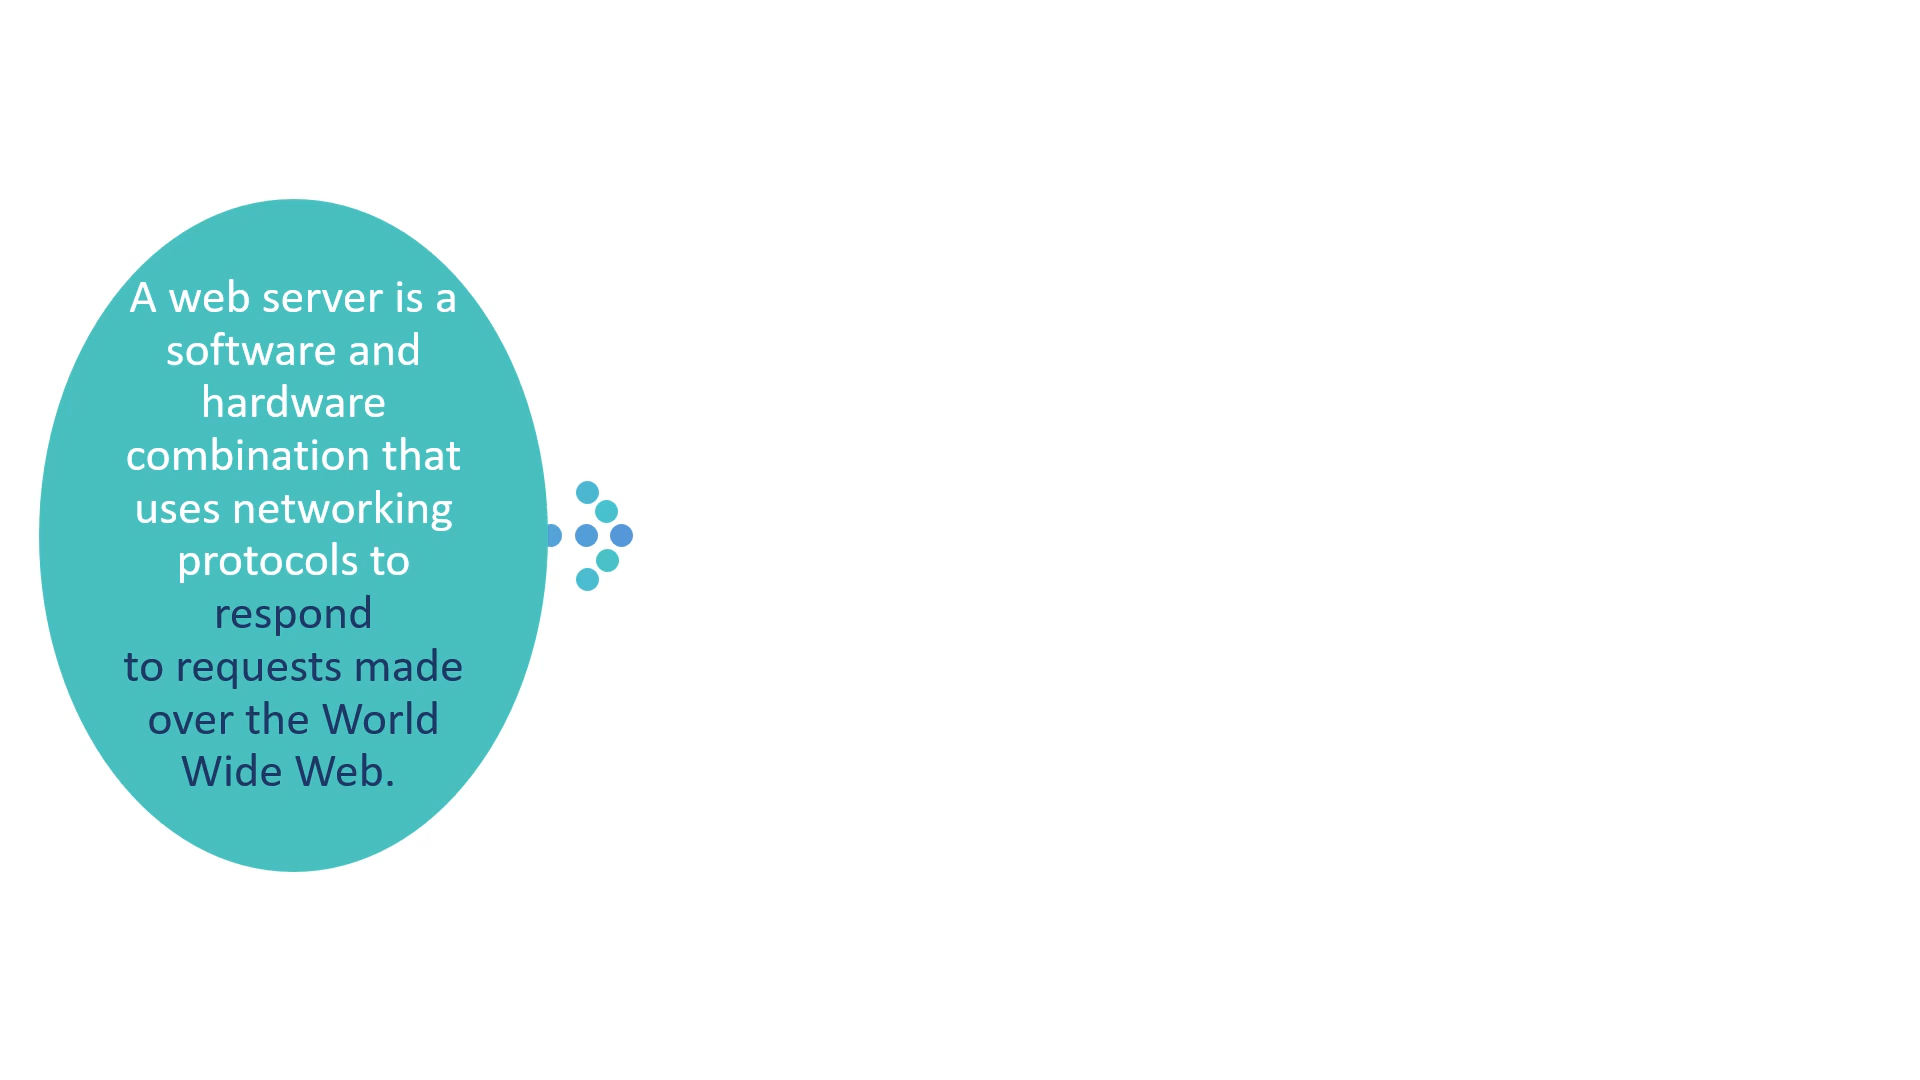 A web server is a
software and
hardware
combination that
uses networking
protocols to
respond
to requests made
over the World
Wide Web.